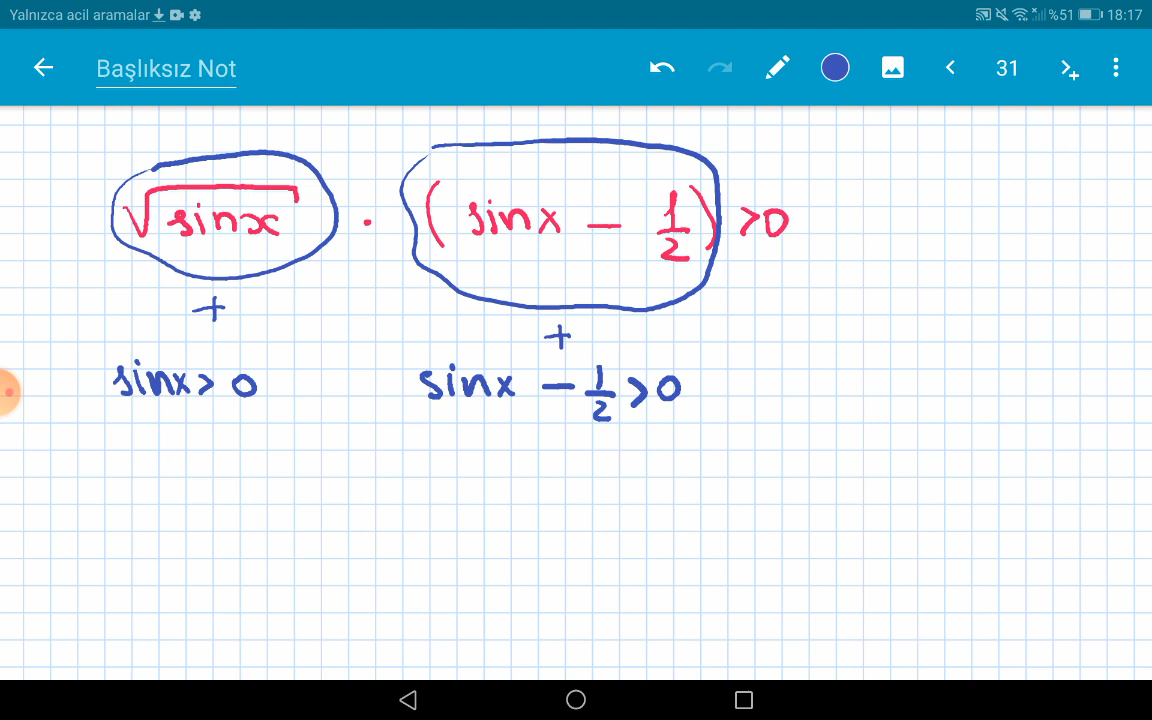 Yalnızca acil aramalar %51 18:17
Başlıksız Not 31
√sinx · (sinx − 1/2) >0
+ +
sinx > 0 sinx − 1/2 > 0